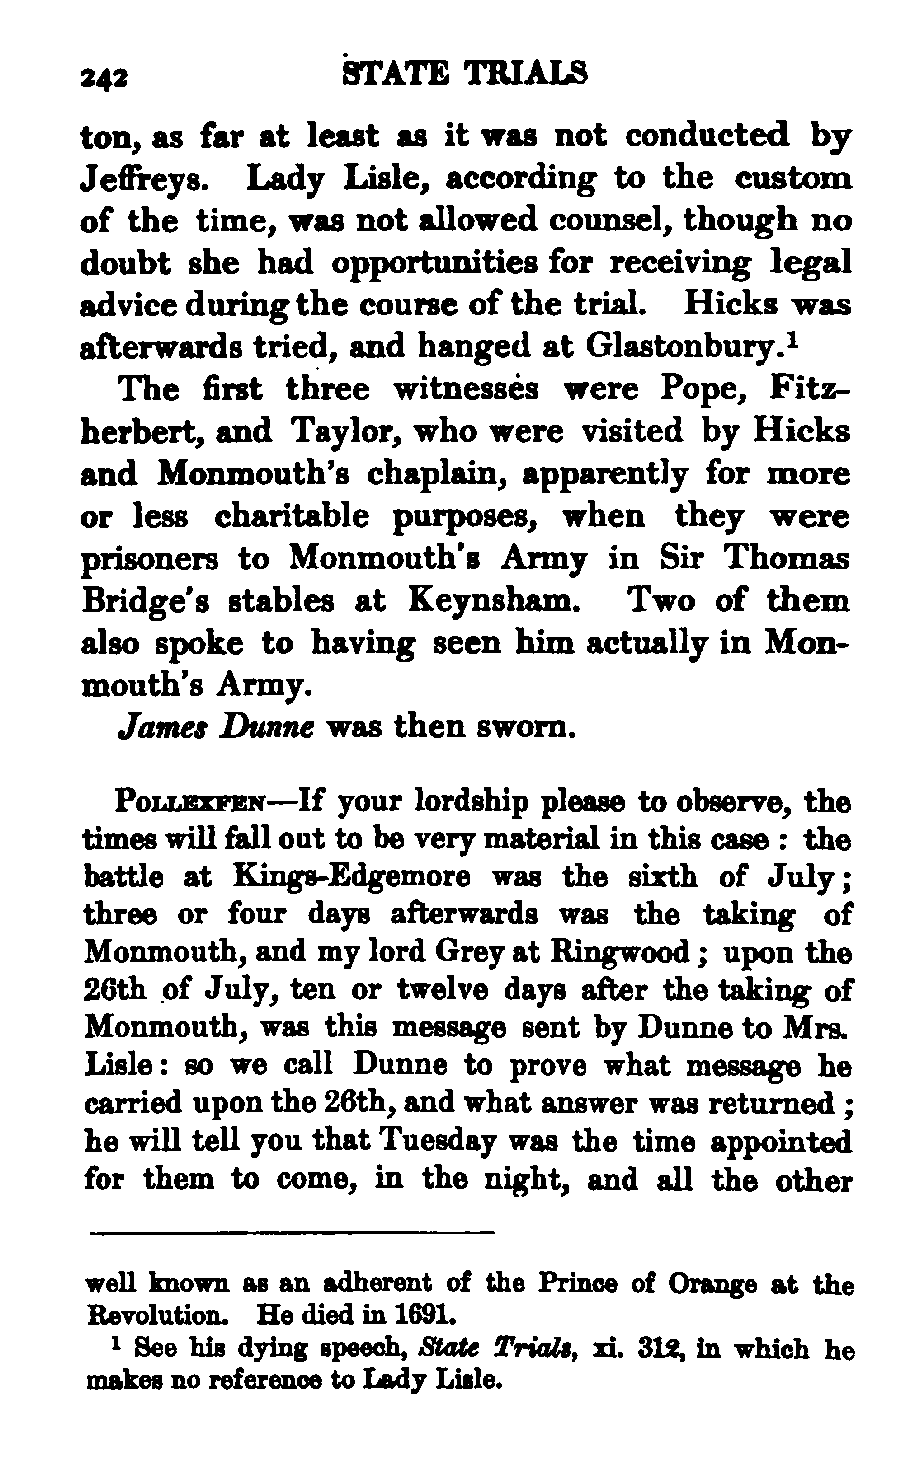 242 STATE TRIALS
ton, as far at least as it was not conducted by
Jeffreys. Lady Lisle, according to the custom
of the time, was not allowed counsel, though no
doubt she had opportunities for receiving legal
advice during the course of the trial. Hicks was
afterwards tried, and hanged at Glastonbury.¹
The first three witnesses were Pope, Fitz-
herbert, and Taylor, who were visited by Hicks
and Monmouth's chaplain, apparently for more
or less charitable purposes, when they were
prisoners to Monmouth's Army in Sir Thomas
Bridge's stables at Keynsham. Two of them
also spoke to having seen him actually in Mon-
mouth's Army.
James Dunne was then sworn.
POLLEXFEN—If your lordship please to observe, the
times will fall out to be very material in this case : the
battle at Kings-Edgemore was the sixth of July ;
three or four days afterwards was the taking of
Monmouth, and my lord Grey at Ringwood ; upon the
26th of July, ten or twelve days after the taking of
Monmouth, was this message sent by Dunne to Mrs.
Lisle : so we call Dunne to prove what message he
carried upon the 26th, and what answer was returned ;
he will tell you that Tuesday was the time appointed
for them to come, in the night, and all the other
well known as an adherent of the Prince of Orange at the
Revolution. He died in 1691.
¹ See his dying speech, State Trials, xi. 312, in which he
makes no reference to Lady Lisle.